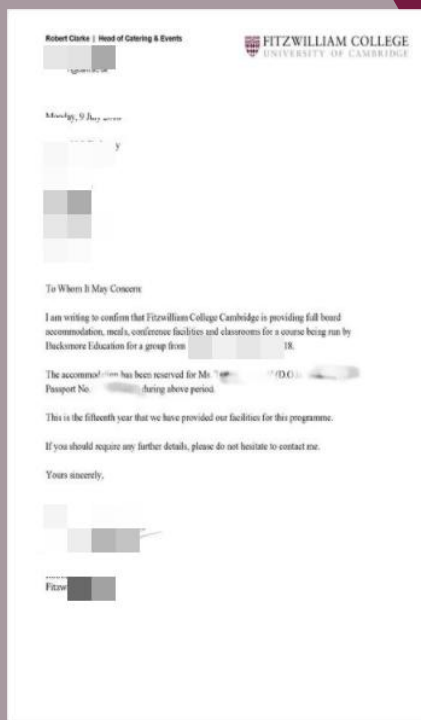 Robert Clarke | Head of Catering & Events
FITZWILLIAM COLLEGE
UNIVERSITY OF CAMBRIDGE
Monday, 9
To Whom It May Concern:
I am writing to confirm that Fitzwilliam College Cambridge is providing full board
accommodation, meals, conference facilities and classrooms for a course being run by
Bucksmore Education for a group from 18.
The accommodation has been reserved for Ms.
Passport No. during above period.
This is the fifteenth year that we have provided our facilities for this programme.
If you should require any further details, please do not hesitate to contact me.
Yours sincerely,
Fitzw